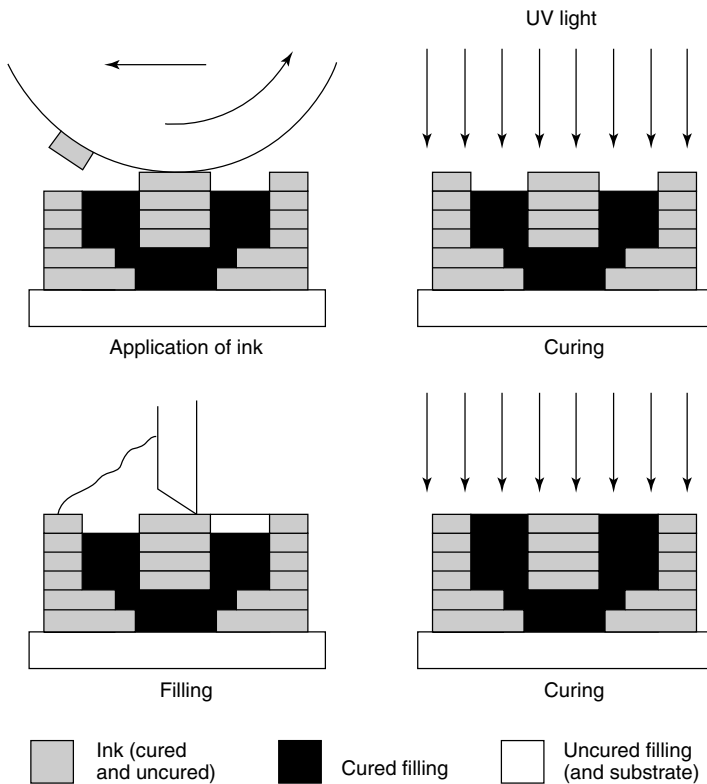 UV light
Application of ink
Curing
Filling
Curing
Ink (cured
and uncured)
Cured filling
Uncured filling
(and substrate)